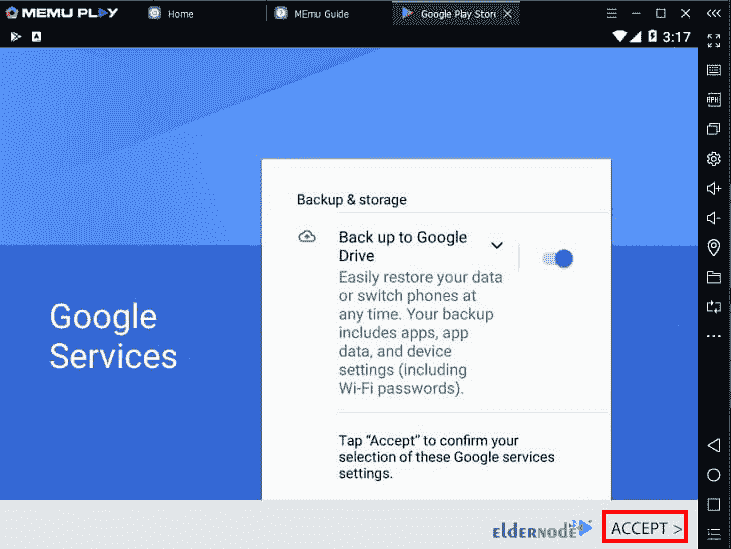 MEMU PLAY
Home
MEmu Guide
Google Play Stor
3:17
A
APK
Backup & storage
Back up to Google
Drive
Easily restore your data
or switch phones at
any time. Your backup
includes apps, app
data, and device
settings (including
Wi-Fi passwords).
Google
Services
Tap “Accept” to confirm your
selection of these Google services
settings.
ELDERNODE
ACCEPT >